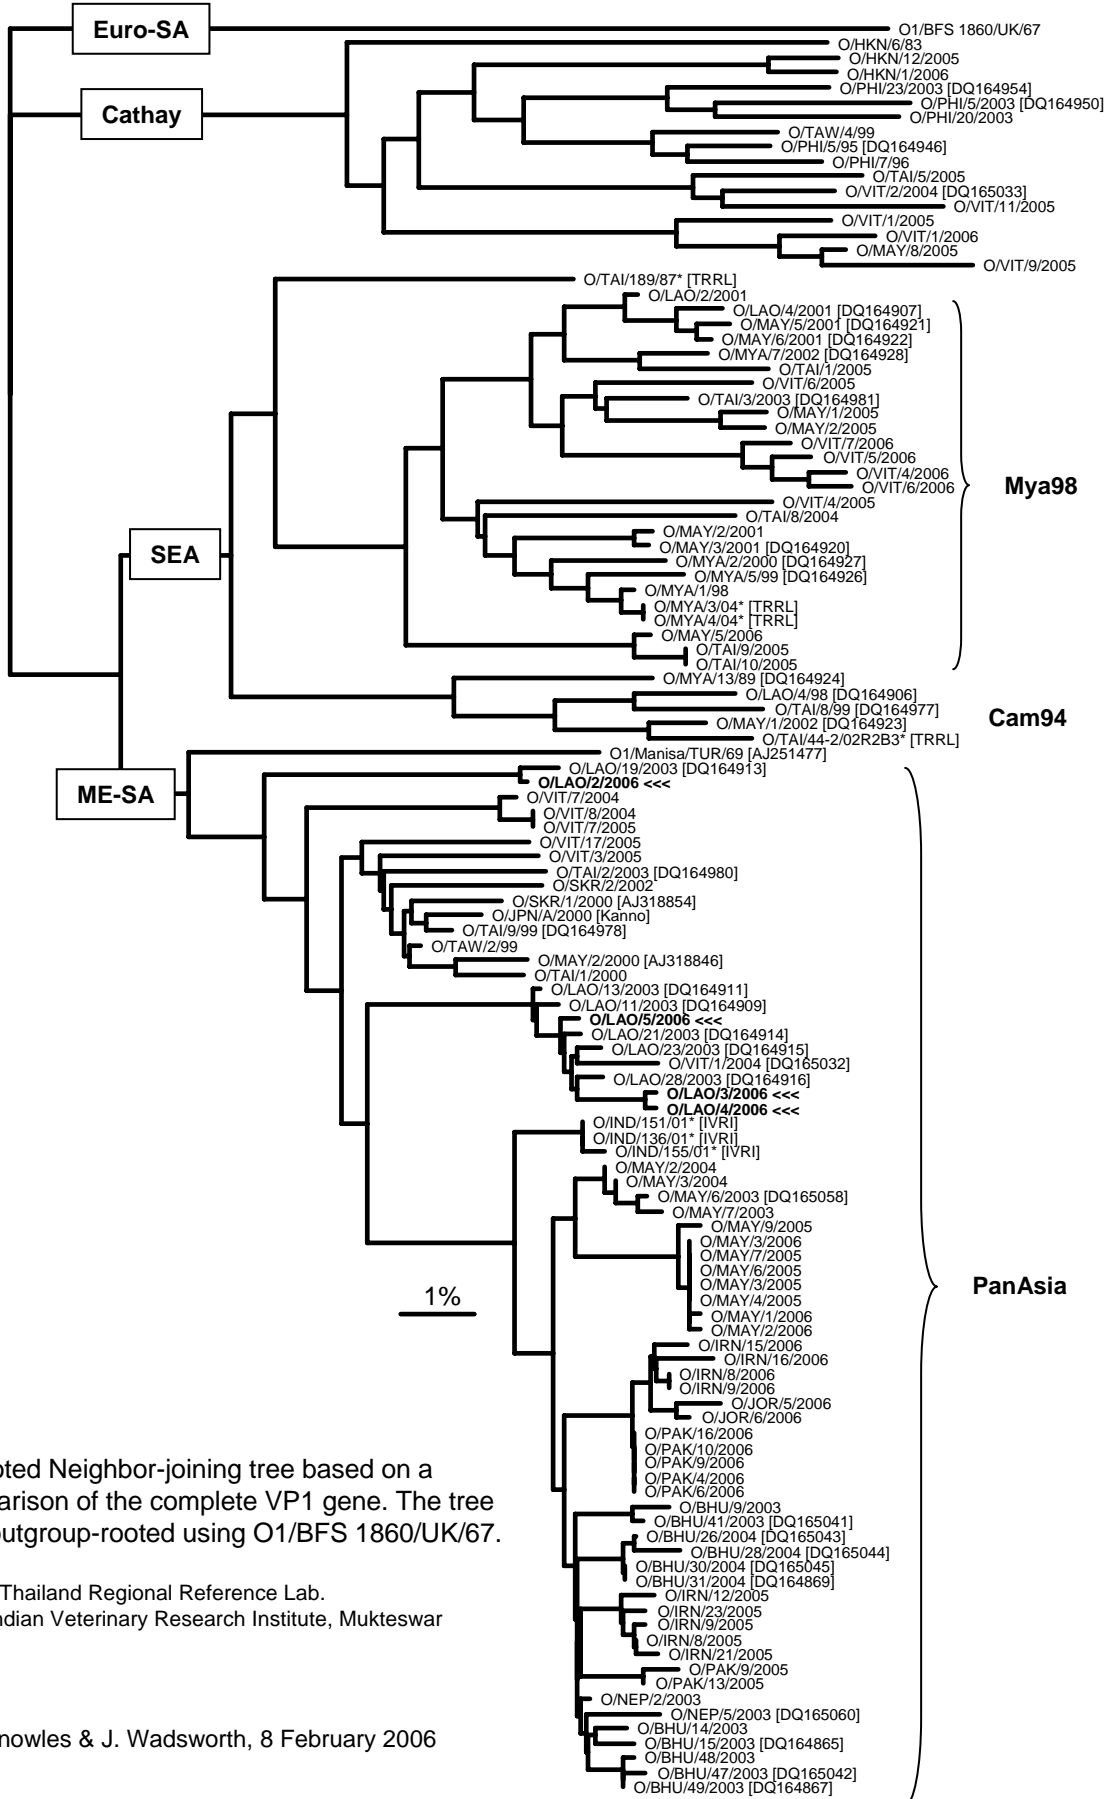 Euro-SA
O1/BFS 1860/UK/67
O/HKN/6/83
O/HKN/12/2005
O/HKN/1/2006
O/PHI/23/2003 [DQ164954]
O/PHI/5/2003 [DQ164950]
Cathay
O/PHI/20/2003
O/TAW/4/99
O/PHI/5/95 [DQ164946]
O/PHI/7/96
O/TAI/5/2005
O/VIT/2/2004 [DQ165033]
O/VIT/11/2005
O/VIT/1/2005
O/VIT/1/2006
O/MAY/8/2005
O/VIT/9/2005
O/TAI/189/87* [TRRL]
O/LAO/2/2001
O/LAO/4/2001 [DQ164907]
O/MAY/5/2001 [DQ164921]
O/MAY/6/2001 [DQ164922]
O/MYA/7/2002 [DQ164928]
O/TAI/1/2005
O/VIT/6/2005
O/TAI/3/2003 [DQ164981]
O/MAY/1/2005
O/MAY/2/2005
O/VIT/7/2006
O/VIT/5/2006
O/VIT/4/2006
O/VIT/6/2006
Mya98
O/VIT/4/2005
O/TAI/8/2004
O/MAY/2/2001
O/MAY/3/2001 [DQ164920]
SEA
O/MYA/2/2000 [DQ164927]
O/MYA/5/99 [DQ164926]
O/MYA/1/98
O/MYA/3/04* [TRRL]
O/MYA/4/04* [TRRL]
O/MAY/5/2006
O/TAI/9/2005
O/TAI/10/2005
O/MYA/13/89 [DQ164924]
O/LAO/4/98 [DQ164906]
O/TAI/8/99 [DQ164977]
Cam94
O/MAY/1/2002 [DQ164923]
O/TAI/44-2/02R2B3* [TRRL]
O1/Manisa/TUR/69 [AJ251477]
O/LAO/19/2003 [DQ164913]
O/LAO/2/2006 <<<
ME-SA
O/VIT/7/2004
O/VIT/8/2004
O/VIT/7/2005
O/VIT/17/2005
O/VIT/3/2005
O/TAI/2/2003 [DQ164980]
O/SKR/2/2002
O/SKR/1/2000 [AJ318854]
O/JPN/A/2000 [Kanno]
O/TAI/9/99 [DQ164978]
O/TAW/2/99
O/MAY/2/2000 [AJ318846]
O/TAI/1/2000
O/LAO/13/2003 [DQ164911]
O/LAO/11/2003 [DQ164909]
O/LAO/5/2006 <<<
O/LAO/21/2003 [DQ164914]
O/LAO/23/2003 [DQ164915]
O/VIT/1/2004 [DQ165032]
O/LAO/28/2003 [DQ164916]
O/LAO/3/2006 <<<
O/LAO/4/2006 <<<
O/IND/151/01* [IVRI]
O/IND/136/01* [IVRI]
O/IND/155/01* [IVRI]
O/MAY/2/2004
O/MAY/3/2004
O/MAY/6/2003 [DQ165058]
O/MAY/7/2003
O/MAY/9/2005
O/MAY/3/2006
O/MAY/7/2005
O/MAY/6/2005
O/MAY/3/2005
PanAsia
1%
O/MAY/4/2005
O/MAY/1/2006
O/MAY/2/2006
O/IRN/15/2006
O/IRN/16/2006
O/IRN/8/2006
O/IRN/9/2006
O/JOR/5/2006
O/JOR/6/2006
O/PAK/16/2006
O/PAK/10/2006
O/PAK/9/2006
O/PAK/4/2006
O/PAK/6/2006
O/BHU/9/2003
O/BHU/41/2003 [DQ165041]
O/BHU/26/2004 [DQ165043]
O/BHU/28/2004 [DQ165044]
O/BHU/30/2004 [DQ165045]
O/BHU/31/2004 [DQ164869]
O/IRN/12/2005
O/IRN/23/2005
O/IRN/9/2005
O/IRN/8/2005
O/IRN/21/2005
O/PAK/9/2005
O/PAK/13/2005
O/NEP/2/2003
O/NEP/5/2003 [DQ165060]
O/BHU/14/2003
O/BHU/15/2003 [DQ164865]
O/BHU/48/2003
O/BHU/47/2003 [DQ165042]
O/BHU/49/2003 [DQ164867]
oted Neighbor-joining tree based on a
arison of the complete VP1 gene. The tree
outgroup-rooted using O1/BFS 1860/UK/67.
Thailand Regional Reference Lab.
ndian Veterinary Research Institute, Mukteswar
nowles & J. Wadsworth, 8 February 2006